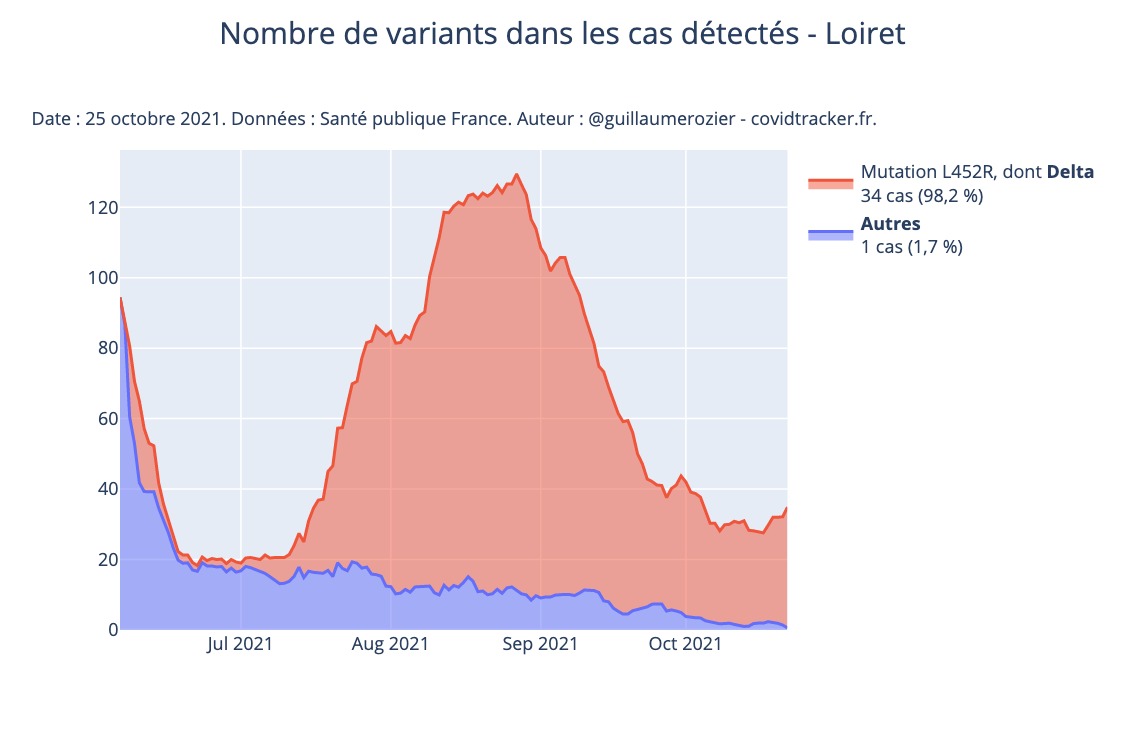 Nombre de variants dans les cas détectés - Loiret
Date : 25 octobre 2021. Données : Santé publique France. Auteur : @guillaumerozier - covidtracker.fr.
Mutation L452R, dont Delta
34 cas (98,2 %)
Autres
1 cas (1,7 %)
120
100
80
60
40
20
0
Jul 2021 Aug 2021 Sep 2021 Oct 2021